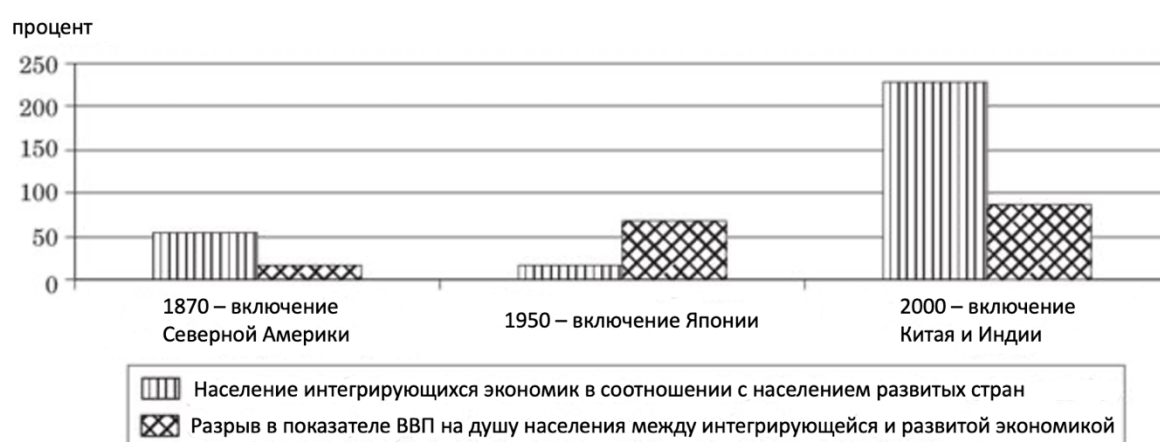 процент
250
200
150
100
50
0
1870 – включение
Северной Америки
1950 – включение Японии
2000 – включение
Китая и Индии
Население интегрирующихся экономик в соотношении с населением развитых стран
Разрыв в показателе ВВП на душу населения между интегрирующейся и развитой экономикой